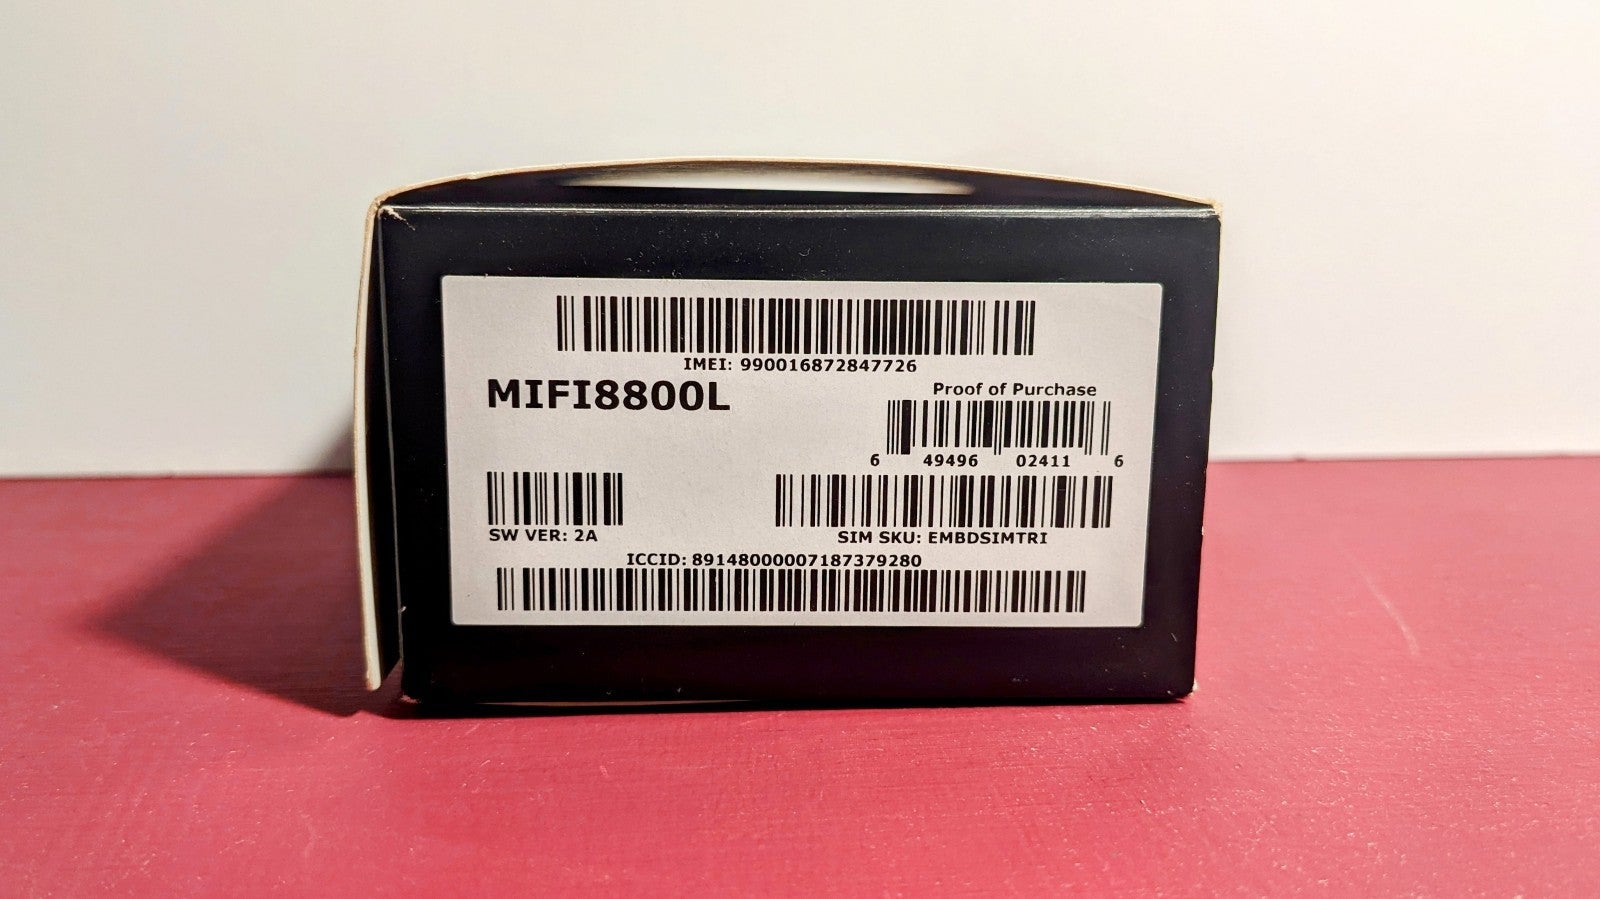 IMEI: 990016872847726
MIFI8800L
Proof of Purchase
6 49496 02411 6
SW VER: 2A
SIM SKU: EMBDSIMTRI
ICCID: 89148000007187379280